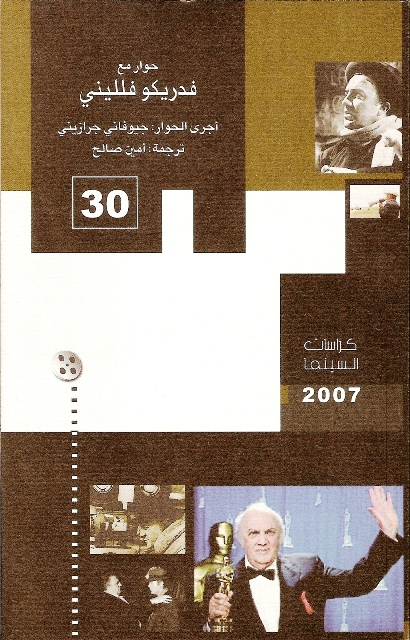 حوار مع
فدريكو فلليني
أجرى الحوار: جيوفاني جرازيني
ترجمة: أمين صالح
30
كراسات
السينما
2007